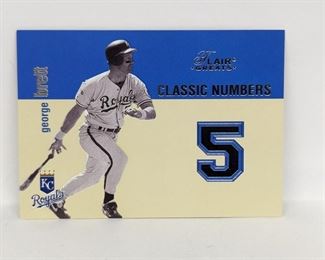 Flair
GREATS
CLASSIC NUMBERS
5
george brett
Royals
KC
Royals